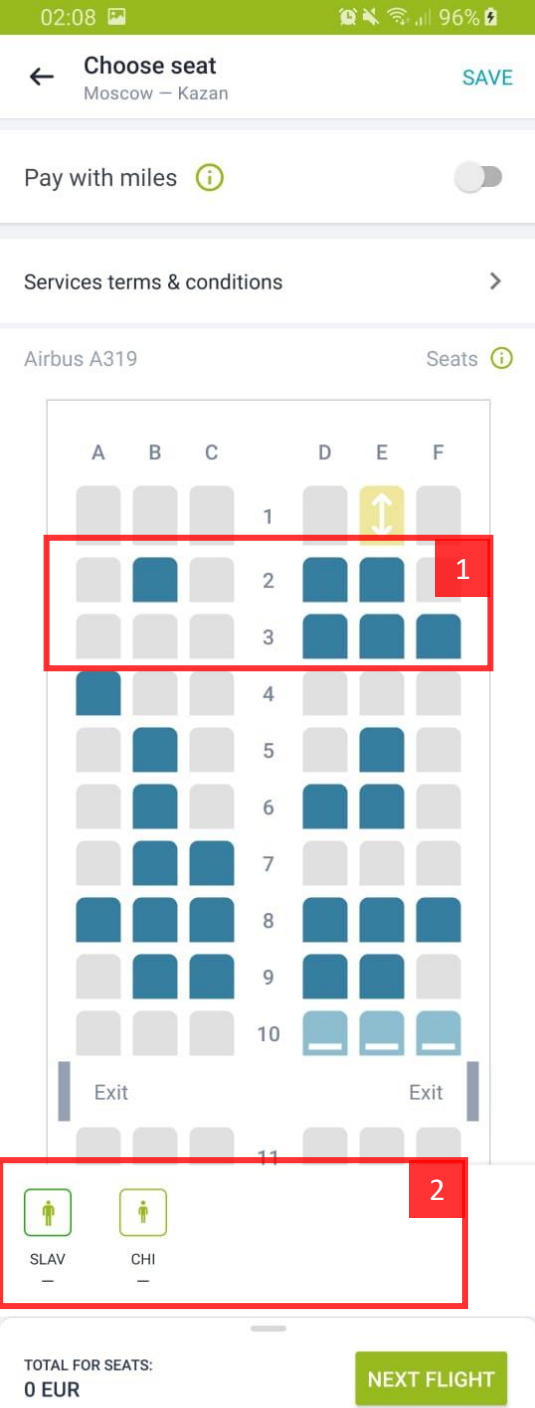 02:08 96%
Choose seat SAVE
Moscow — Kazan
Pay with miles
Services terms & conditions
Airbus A319 Seats
A B C D E F
1
1
2
3
4
5
6
7
8
9
10
Exit Exit
11
2
SLAV CHI
— —
TOTAL FOR SEATS:
0 EUR
NEXT FLIGHT